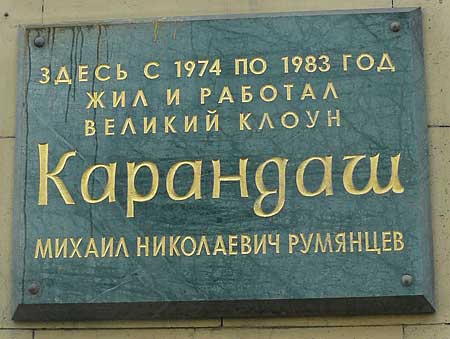 ЗДЕСЬ С 1974 ПО 1983 ГОД
ЖИЛ И РАБОТАЛ
ВЕЛИКИЙ КЛОУН
Карандаш
МИХАИЛ НИКОЛАЕВИЧ РУМЯНЦЕВ